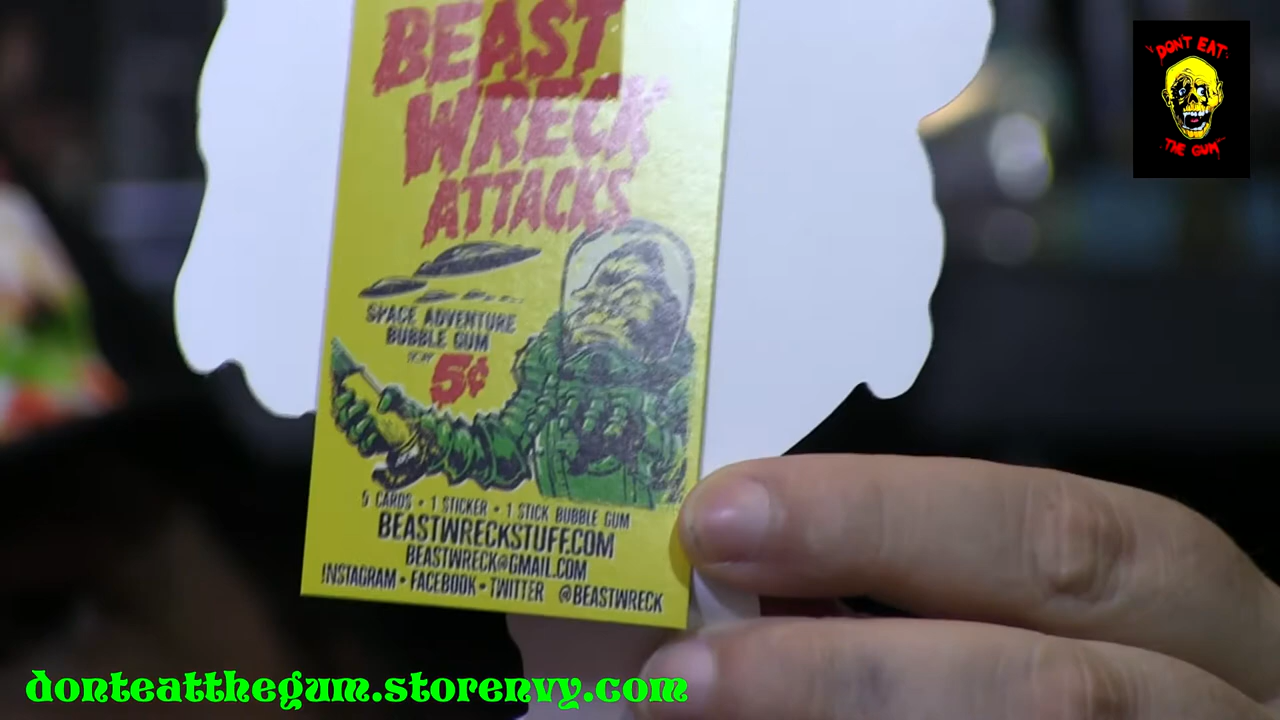 BEAST
WRECK
ATTACKS
SPACE ADVENTURE
BUBBLE GUM
5¢
5 CARDS • 1 STICKER • 1 STICK BUBBLE GUM
BEASTWRECKSTUFF.COM
BEASTWRECK@GMAIL.COM
INSTAGRAM • FACEBOOK • TWITTER @BEASTWRECK
DON'T EAT
THE GUM
donteatthegum.storenvy.com